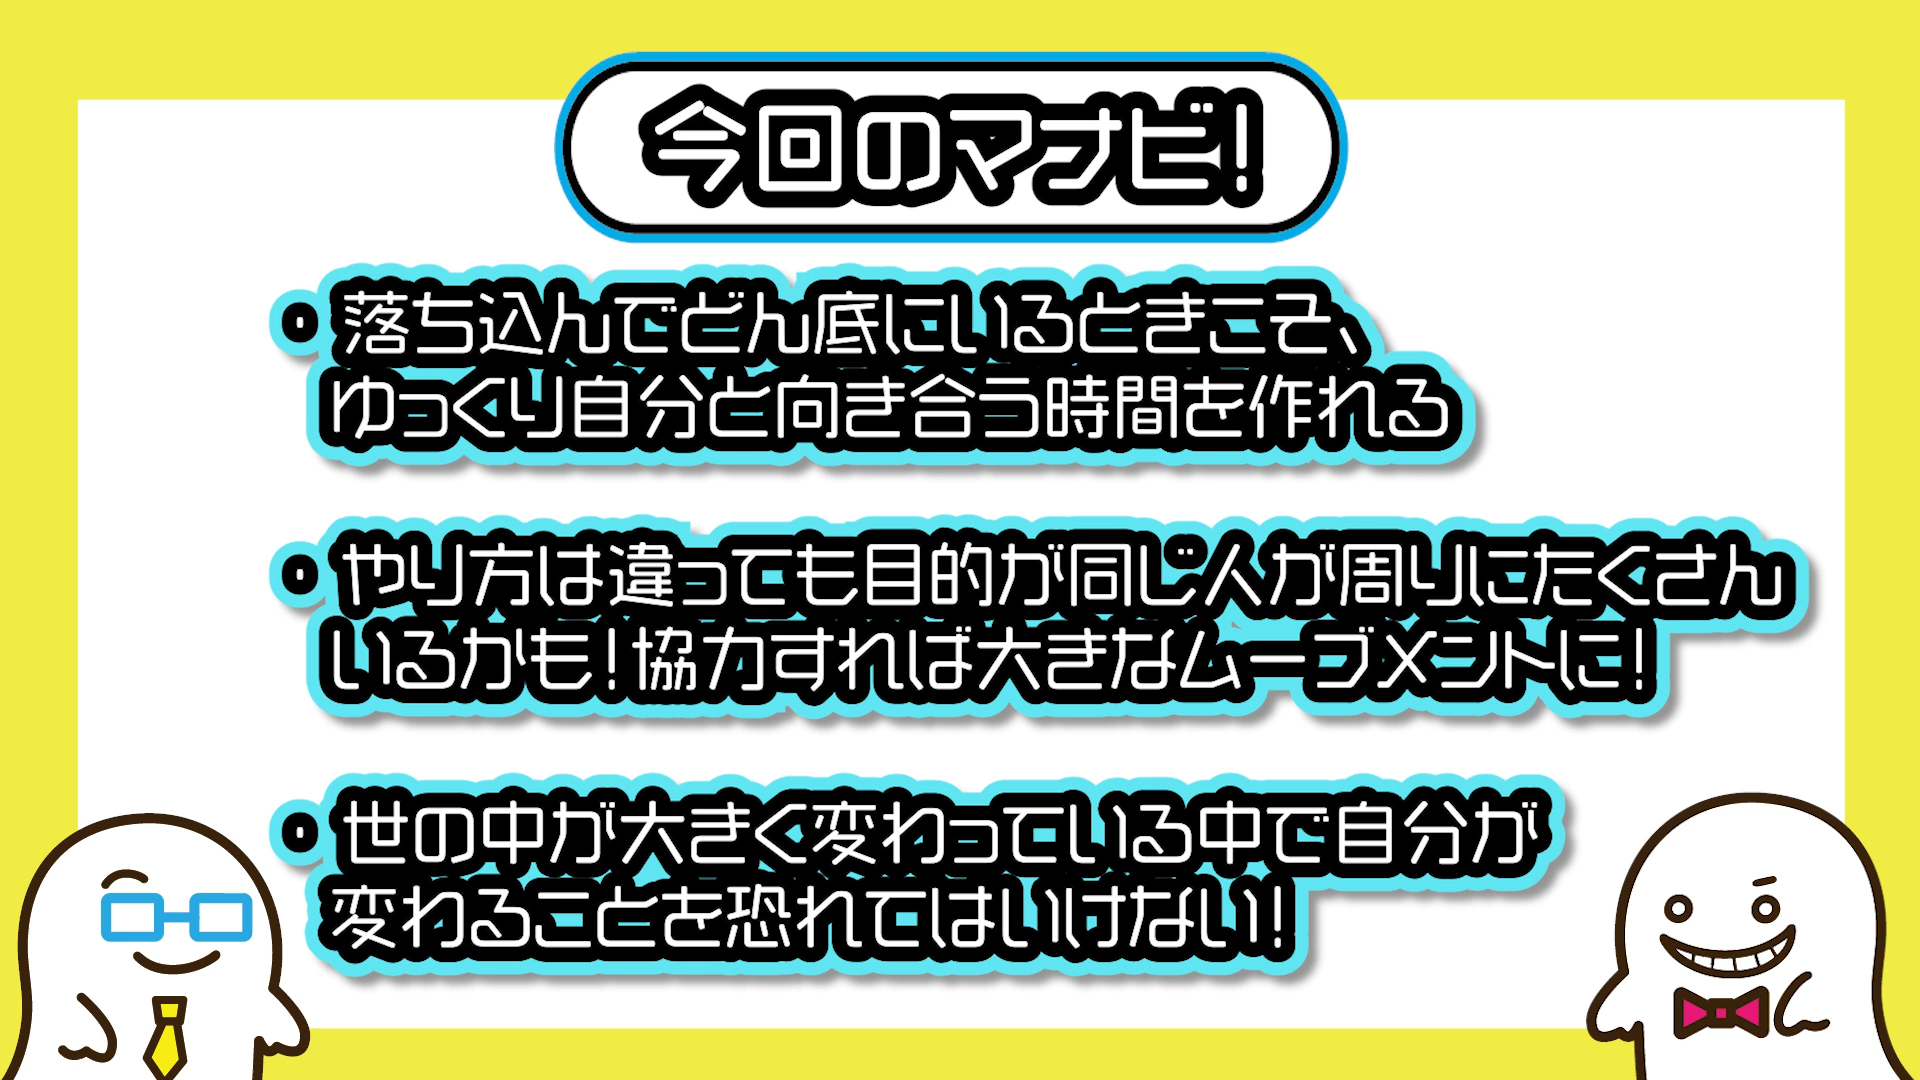 今回のマナビ!
• 落ち込んでどん底にいるときこそ、
ゆっくり自分と向き合う時間を作れる
• やり方は違っても目的が同じ人が周りにたくさん
いるかも!協力すれば大きなムーブメントに!
• 世の中が大きく変わっている中で自分が
変わることを恐れてはいけない!